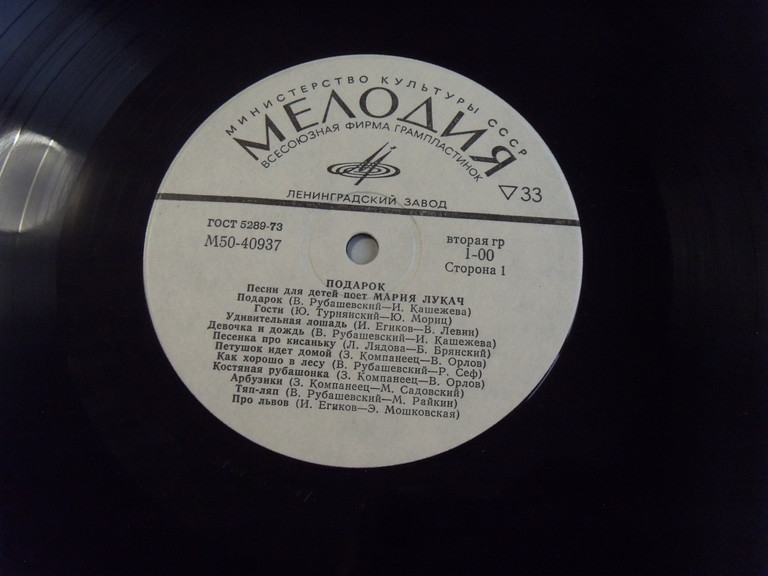 МИНИСТЕРСТВО КУЛЬТУРЫ СССР
МЕЛОДИЯ
ВСЕСОЮЗНАЯ ФИРМА ГРАМПЛАСТИНОК
ЛЕНИНГРАДСКИЙ ЗАВОД
▽33
ГОСТ 5289-73
М50-40937
вторая гр
1-00
Сторона 1
ПОДАРОК
Песни для детей поет МАРИЯ ЛУКАЧ
Подарок (В. Рубашевский—И. Кашежева)
Гости (Ю. Турнянский—Ю. Мориц)
Удивительная лошадь (И. Егиков—В. Левин)
Девочка и дождь (В. Рубашевский—И. Кашежева)
Песенка про кисаньку (Л. Лядова—Б. Брянский)
Петушок идет домой (З. Компанеец—В. Орлов)
Как хорошо в лесу (В. Рубашевский—Р. Сеф)
Костяная рубашонка (З. Компанеец—В. Орлов)
Арбузики (З. Компанеец—М. Садовский)
Тяп-ляп (В. Рубашевский—М. Райкин)
Про львов (И. Егиков—Э. Мошковская)